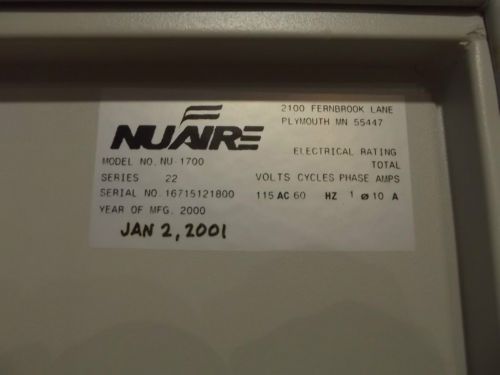 NUAIRE
2100 FERNBROOK LANE
PLYMOUTH MN 55447
ELECTRICAL RATING
TOTAL
MODEL NO. NU-1700
SERIES 22
VOLTS CYCLES PHASE AMPS
SERIAL NO. 16715121800
115 AC 60 HZ 1 ø 10 A
YEAR OF MFG. 2000
JAN 2, 2001